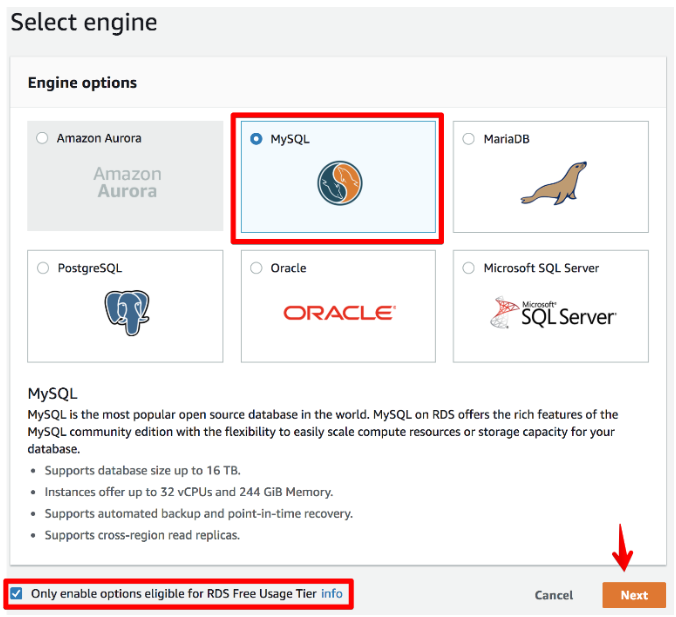 Select engine
Engine options
Amazon Aurora
Amazon
Aurora
MySQL
MariaDB
PostgreSQL
Oracle
ORACLE
Microsoft SQL Server
Microsoft
SQL Server
MySQL
MySQL is the most popular open source database in the world. MySQL on RDS offers the rich features of the
MySQL community edition with the flexibility to easily scale compute resources or storage capacity for your
database.
• Supports database size up to 16 TB.
• Instances offer up to 32 vCPUs and 244 GiB Memory.
• Supports automated backup and point-in-time recovery.
• Supports cross-region read replicas.
Only enable options eligible for RDS Free Usage Tier info
Cancel
Next